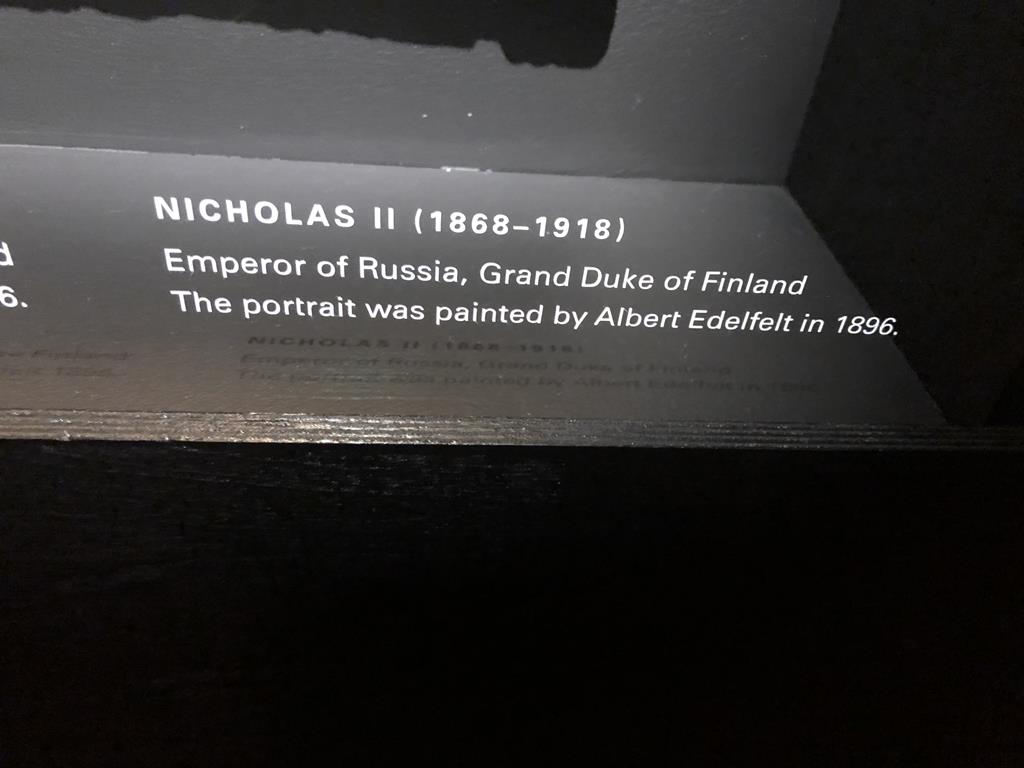 NICHOLAS II (1868–1918)
Emperor of Russia, Grand Duke of Finland
The portrait was painted by Albert Edelfelt in 1896.